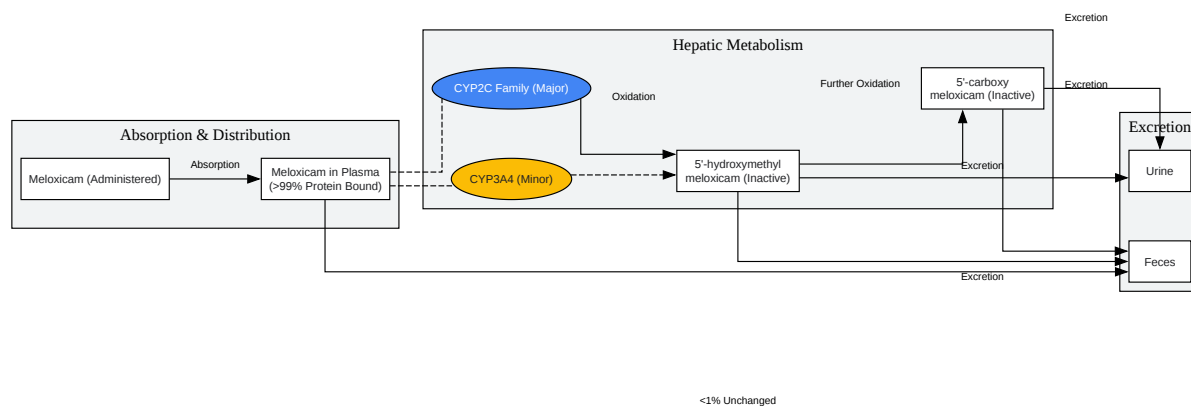 Excretion
Hepatic Metabolism
CYP2C Family (Major)
Oxidation
Further Oxidation
5'-carboxy
meloxicam (Inactive)
Excretion
Absorption & Distribution
Excretion
Meloxicam (Administered)
Absorption
Meloxicam in Plasma
(>99% Protein Bound)
CYP3A4 (Minor)
5'-hydroxymethyl
meloxicam (Inactive)
Excretion
Urine
Feces
Excretion
<1% Unchanged